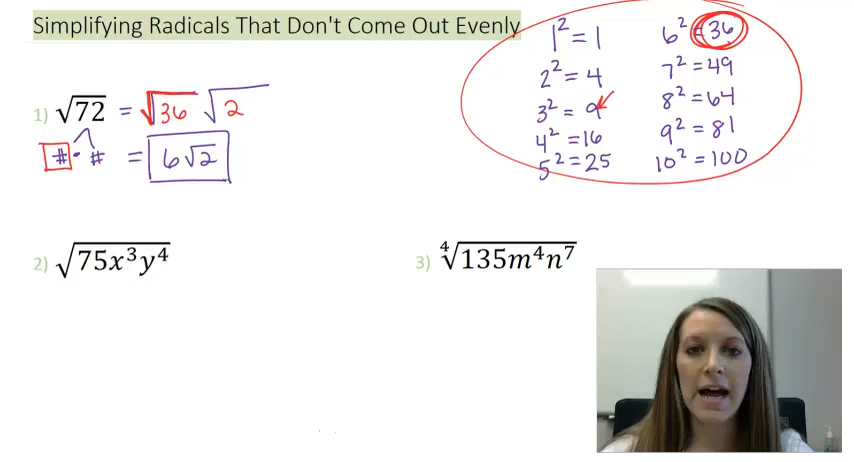 Simplifying Radicals That Don't Come Out Evenly
1² = 1
2² = 4
3² = 9
4² = 16
5² = 25
6² = 36
7² = 49
8² = 64
9² = 81
10² = 100
1) √72 = √36 √2
# · # = 6√2
2) √75x³y⁴
3) ⁴√135m⁴n⁷